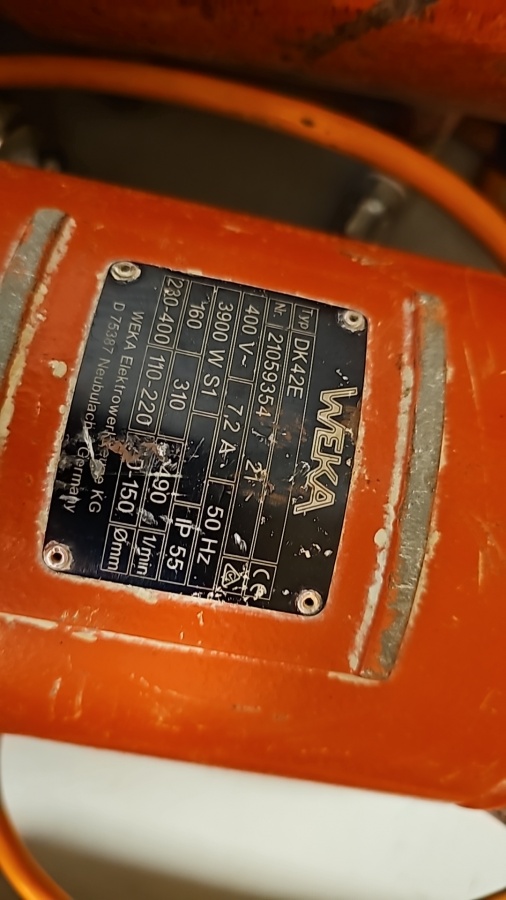 WEKA
Typ DK42E
Nr. 21059354 21
400 V~ 7.2 A
3900 W S1 50 Hz IP 55
160 310 490 1/min
230-400 110-220 -150 Ømm
WEKA Elektrowerkzeuge KG
D 75387 Neubulach Germany